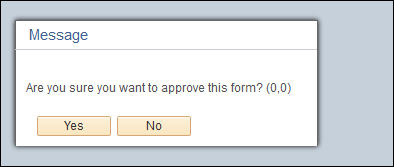 Message
Are you sure you want to approve this form? (0,0)
Yes No